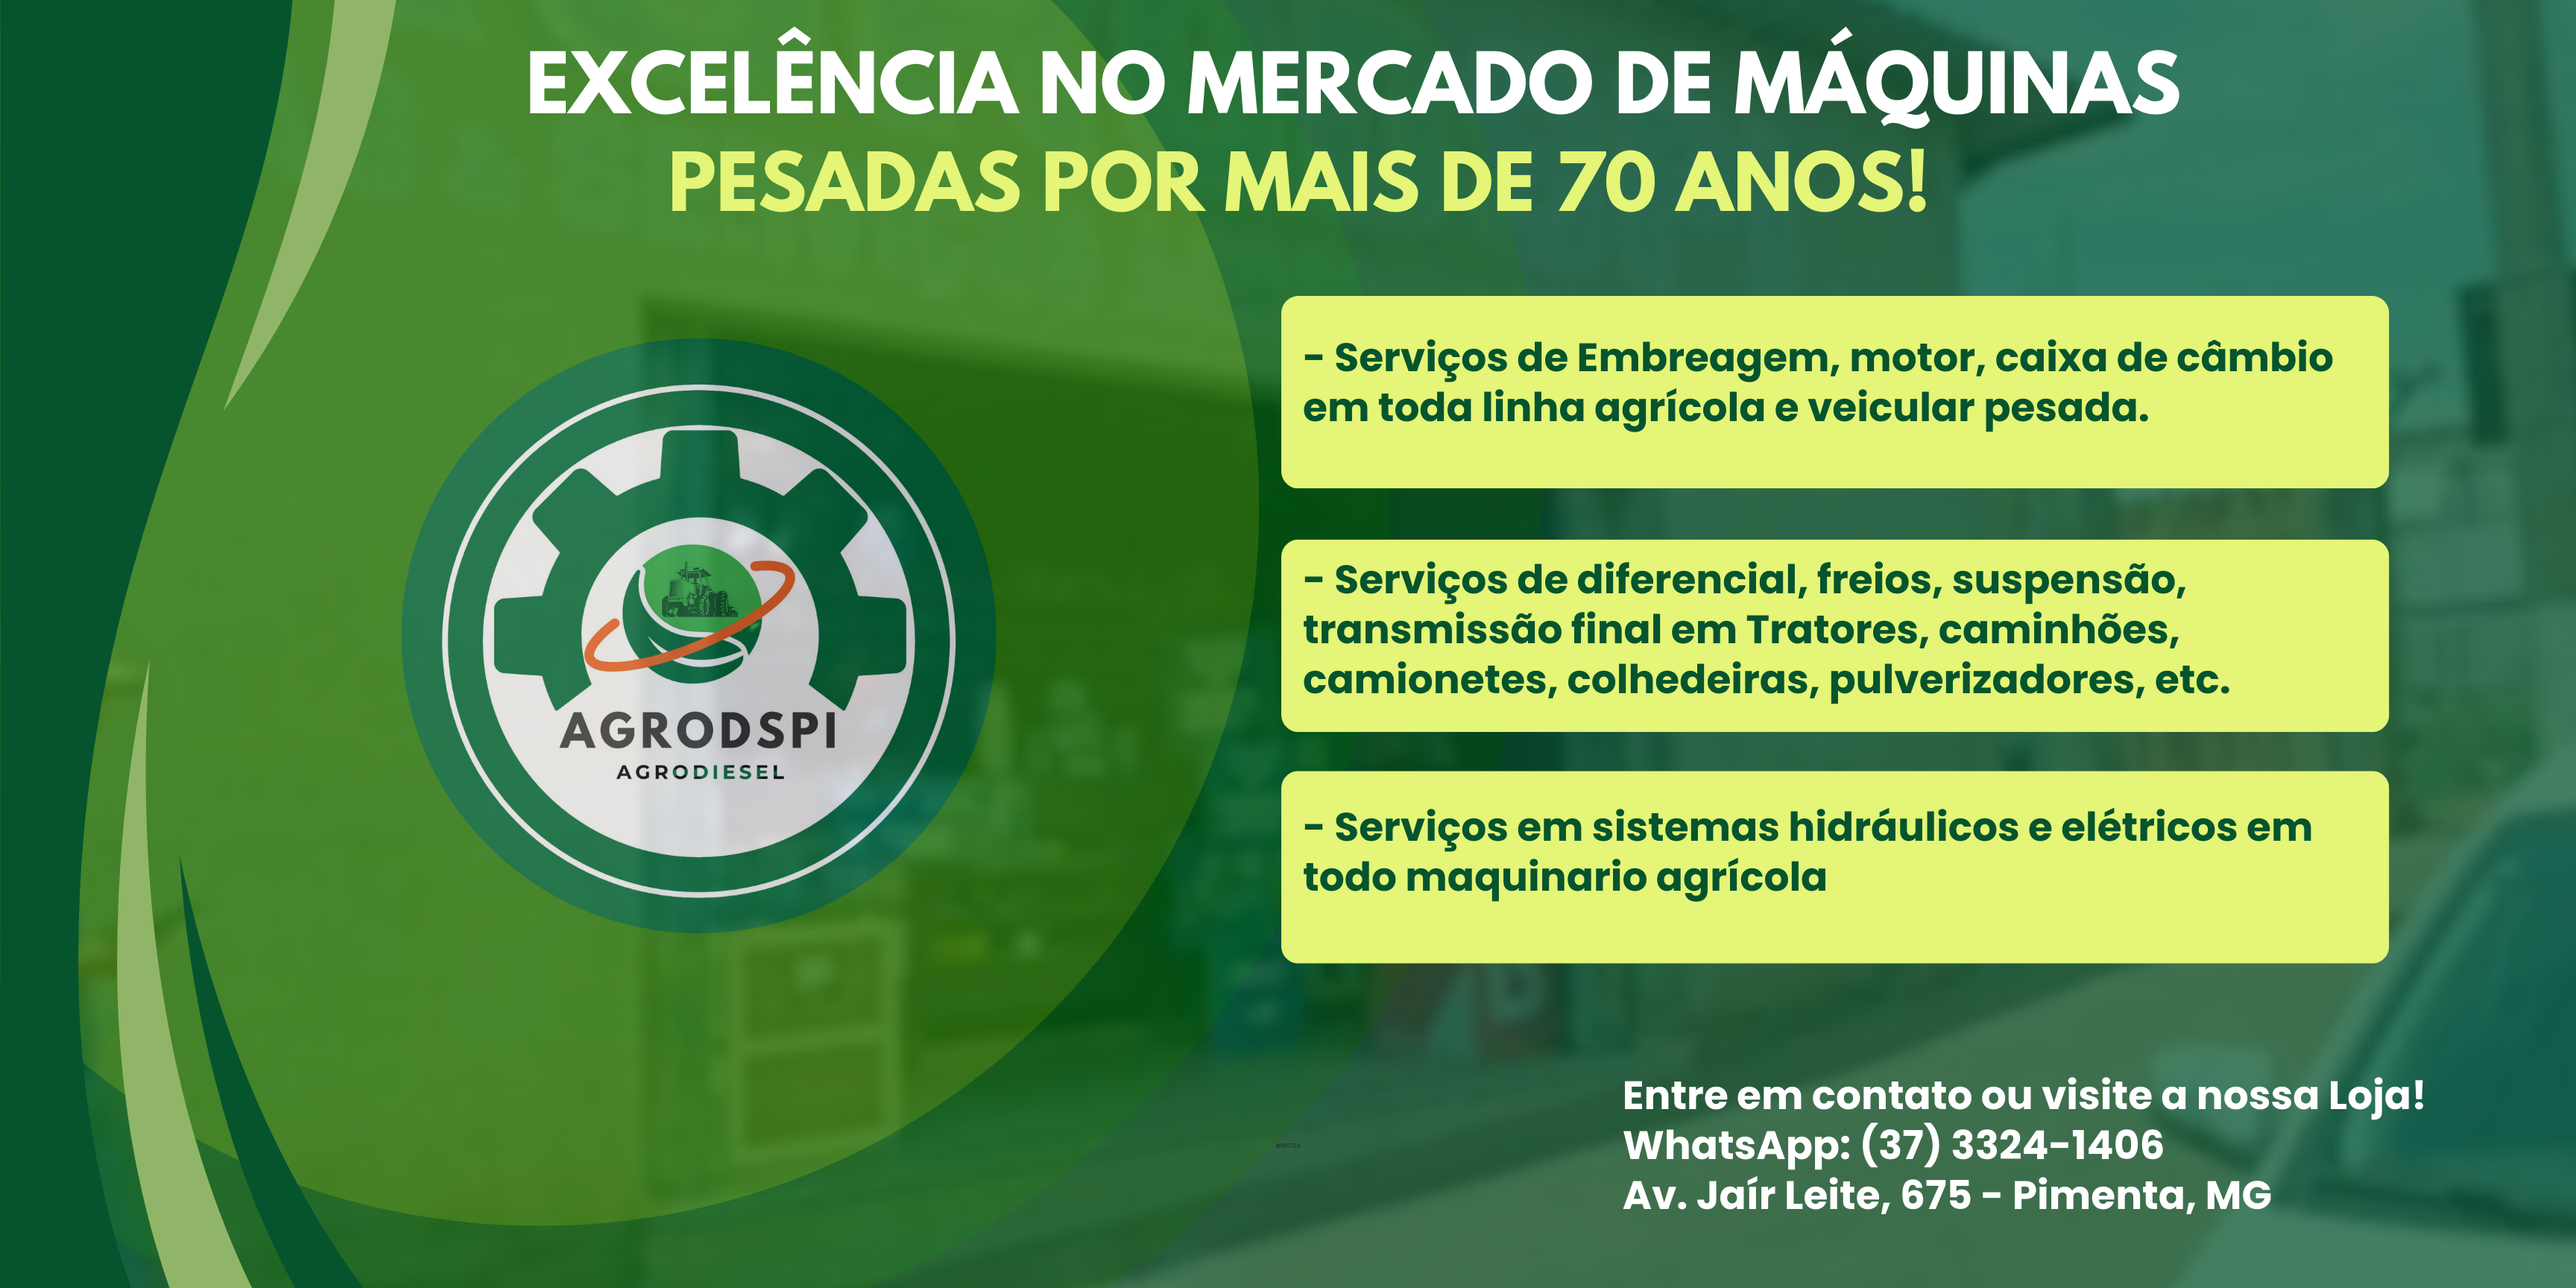 EXCELÊNCIA NO MERCADO DE MÁQUINAS
PESADAS POR MAIS DE 70 ANOS!
AGRODSPI
AGRODIESEL
- Serviços de Embreagem, motor, caixa de câmbio
em toda linha agrícola e veicular pesada.
- Serviços de diferencial, freios, suspensão,
transmissão final em Tratores, caminhões,
camionetes, colhedeiras, pulverizadores, etc.
- Serviços em sistemas hidráulicos e elétricos em
todo maquinario agrícola
Entre em contato ou visite a nossa Loja!
WhatsApp: (37) 3324-1406
Av. Jaír Leite, 675 - Pimenta, MG